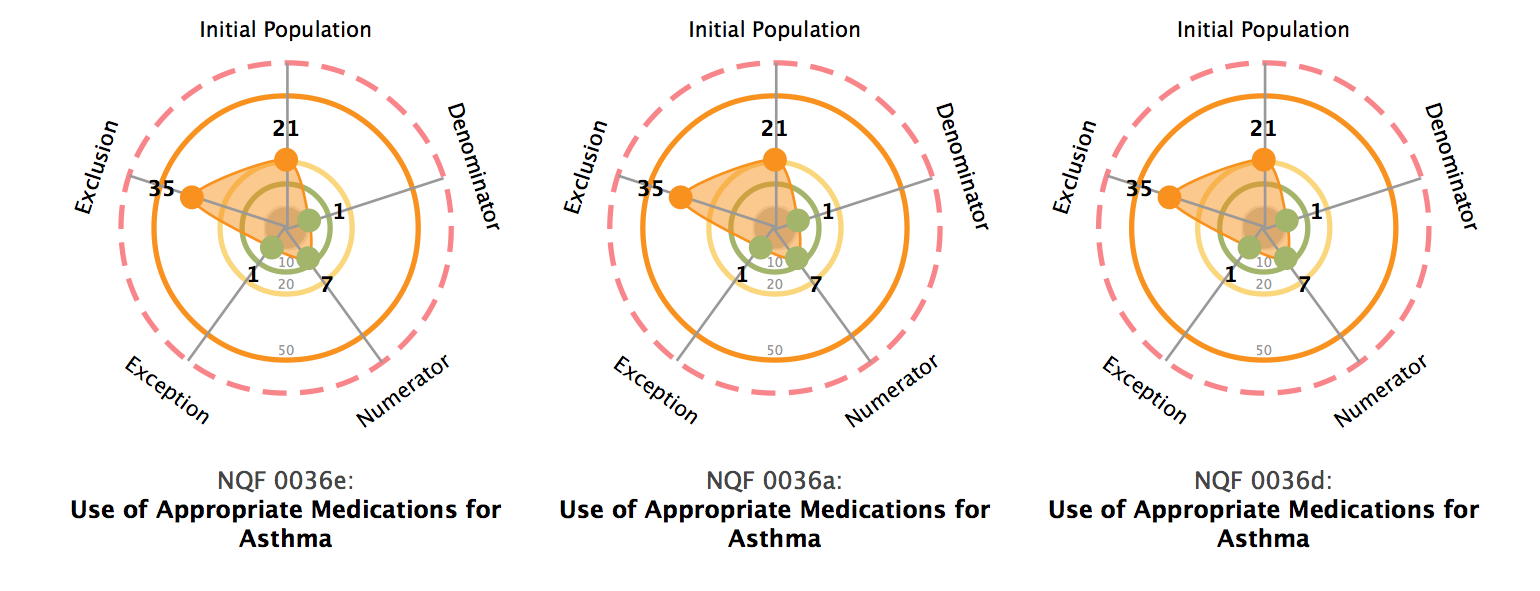 Initial Population
Denominator
Exclusion
21
35
1
10
1
20
7
50
Exception
Numerator
NQF 0036e:
Use of Appropriate Medications for
Asthma
Initial Population
Denominator
Exclusion
21
35
1
10
1
20
7
50
Exception
Numerator
NQF 0036a:
Use of Appropriate Medications for
Asthma
Initial Population
Denominator
Exclusion
21
35
1
10
1
20
7
50
Exception
Numerator
NQF 0036d:
Use of Appropriate Medications for
Asthma